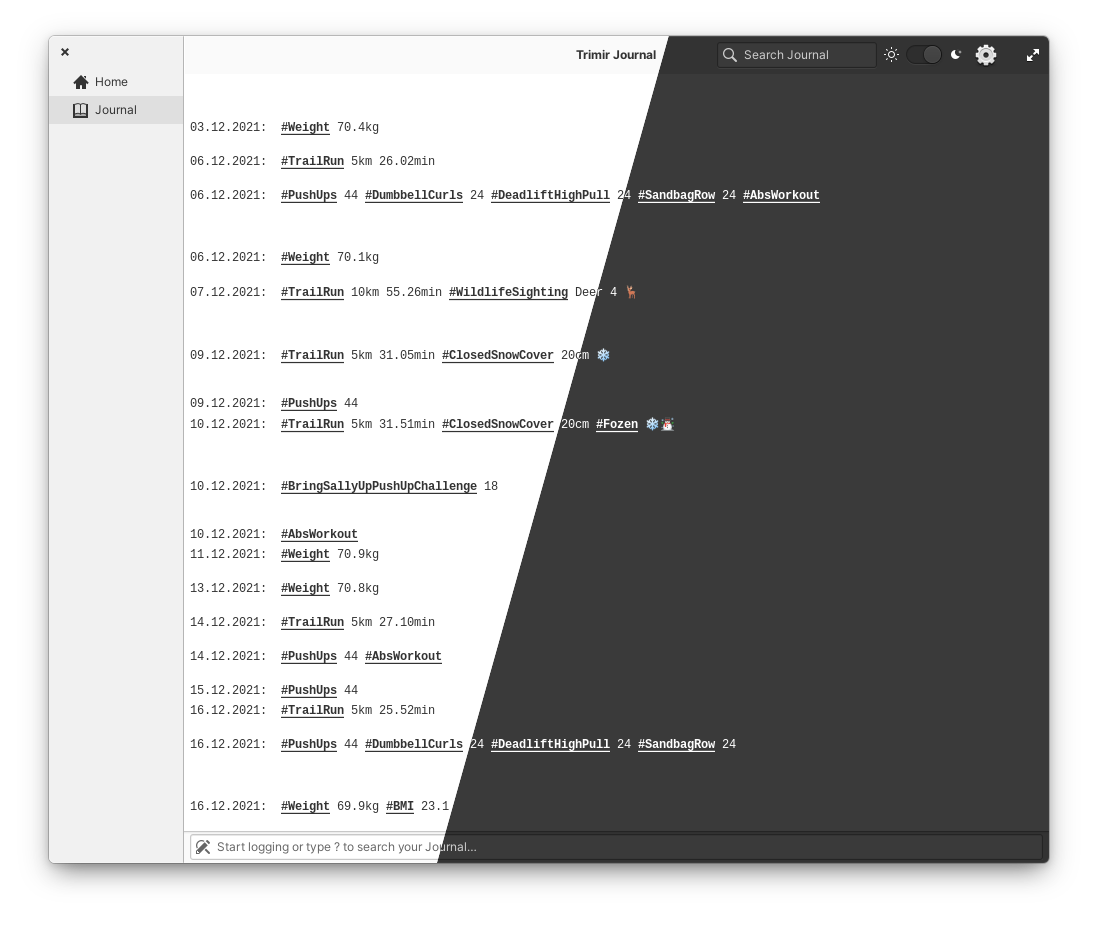 Trimir Journal
Search Journal
Home
Journal
03.12.2021: #Weight 70.4kg
06.12.2021: #TrailRun 5km 26.02min
06.12.2021: #PushUps 44 #DumbbellCurls 24 #DeadliftHighPull 24 #SandbagRow 24 #AbsWorkout
06.12.2021: #Weight 70.1kg
07.12.2021: #TrailRun 10km 55.26min #WildlifeSighting Deer 4 🦌
09.12.2021: #TrailRun 5km 31.05min #ClosedSnowCover 20cm ❄️
09.12.2021: #PushUps 44
10.12.2021: #TrailRun 5km 31.51min #ClosedSnowCover 20cm #Fozen ❄️☃️
10.12.2021: #BringSallyUpPushUpChallenge 18
10.12.2021: #AbsWorkout
11.12.2021: #Weight 70.9kg
13.12.2021: #Weight 70.8kg
14.12.2021: #TrailRun 5km 27.10min
14.12.2021: #PushUps 44 #AbsWorkout
15.12.2021: #PushUps 44
16.12.2021: #TrailRun 5km 25.52min
16.12.2021: #PushUps 44 #DumbbellCurls 24 #DeadliftHighPull 24 #SandbagRow 24
16.12.2021: #Weight 69.9kg #BMI 23.1
Start logging or type ? to search your Journal...